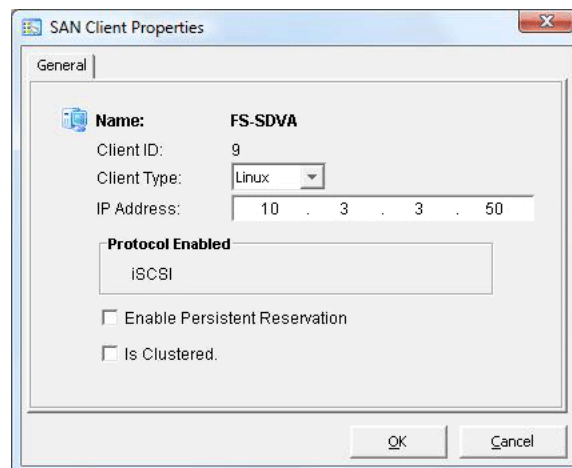 SAN Client Properties
General
Name: FS-SDVA
Client ID: 9
Client Type: Linux
IP Address: 10 . 3 . 3 . 50
Protocol Enabled
iSCSI
Enable Persistent Reservation
Is Clustered.
OK Cancel